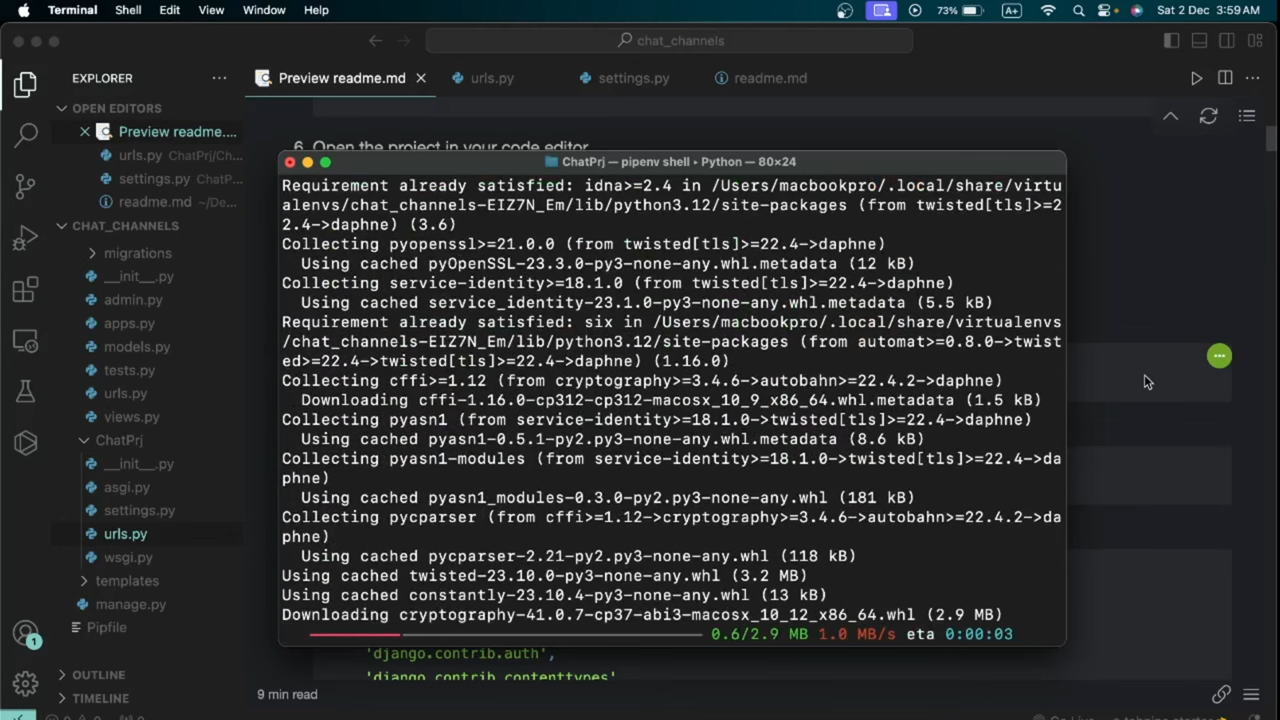 Terminal Shell Edit View Window Help 73% A+ Sat 2 Dec 3:59 AM
chat_channels
EXPLORER
Preview readme.md urls.py settings.py readme.md
OPEN EDITORS
Preview readme....
urls.py ChatPrj/Ch...
settings.py ChatP...
readme.md ~/De...
CHAT_CHANNELS
migrations
__init__.py
admin.py
apps.py
models.py
tests.py
urls.py
views.py
ChatPrj
__init__.py
asgi.py
settings.py
urls.py
wsgi.py
templates
manage.py
Pipfile
OUTLINE
TIMELINE
1
6. Open the project in your code editor
ChatPrj — pipenv shell ▸ Python — 80×24
Requirement already satisfied: idna>=2.4 in /Users/macbookpro/.local/share/virtu
alenvs/chat_channels-EIZ7N_Em/lib/python3.12/site-packages (from twisted[tls]>=2
2.4->daphne) (3.6)
Collecting pyopenssl>=21.0.0 (from twisted[tls]>=22.4->daphne)
Using cached pyOpenSSL-23.3.0-py3-none-any.whl.metadata (12 kB)
Collecting service-identity>=18.1.0 (from twisted[tls]>=22.4->daphne)
Using cached service_identity-23.1.0-py3-none-any.whl.metadata (5.5 kB)
Requirement already satisfied: six in /Users/macbookpro/.local/share/virtualenvs
/chat_channels-EIZ7N_Em/lib/python3.12/site-packages (from automat>=0.8.0->twist
ed>=22.4->twisted[tls]>=22.4->daphne) (1.16.0)
Collecting cffi>=1.12 (from cryptography>=3.4.6->autobahn>=22.4.2->daphne)
Downloading cffi-1.16.0-cp312-cp312-macosx_10_9_x86_64.whl.metadata (1.5 kB)
Collecting pyasn1 (from service-identity>=18.1.0->twisted[tls]>=22.4->daphne)
Using cached pyasn1-0.5.1-py2.py3-none-any.whl.metadata (8.6 kB)
Collecting pyasn1-modules (from service-identity>=18.1.0->twisted[tls]>=22.4->da
phne)
Using cached pyasn1_modules-0.3.0-py2.py3-none-any.whl (181 kB)
Collecting pycparser (from cffi>=1.12->cryptography>=3.4.6->autobahn>=22.4.2->da
phne)
Using cached pycparser-2.21-py2.py3-none-any.whl (118 kB)
Using cached twisted-23.10.0-py3-none-any.whl (3.2 MB)
Using cached constantly-23.10.4-py3-none-any.whl (13 kB)
Downloading cryptography-41.0.7-cp37-abi3-macosx_10_12_x86_64.whl (2.9 MB)
0.6/2.9 MB 1.0 MB/s eta 0:00:03
'django.contrib.auth',
'django.contrib.contenttypes'
9 min read